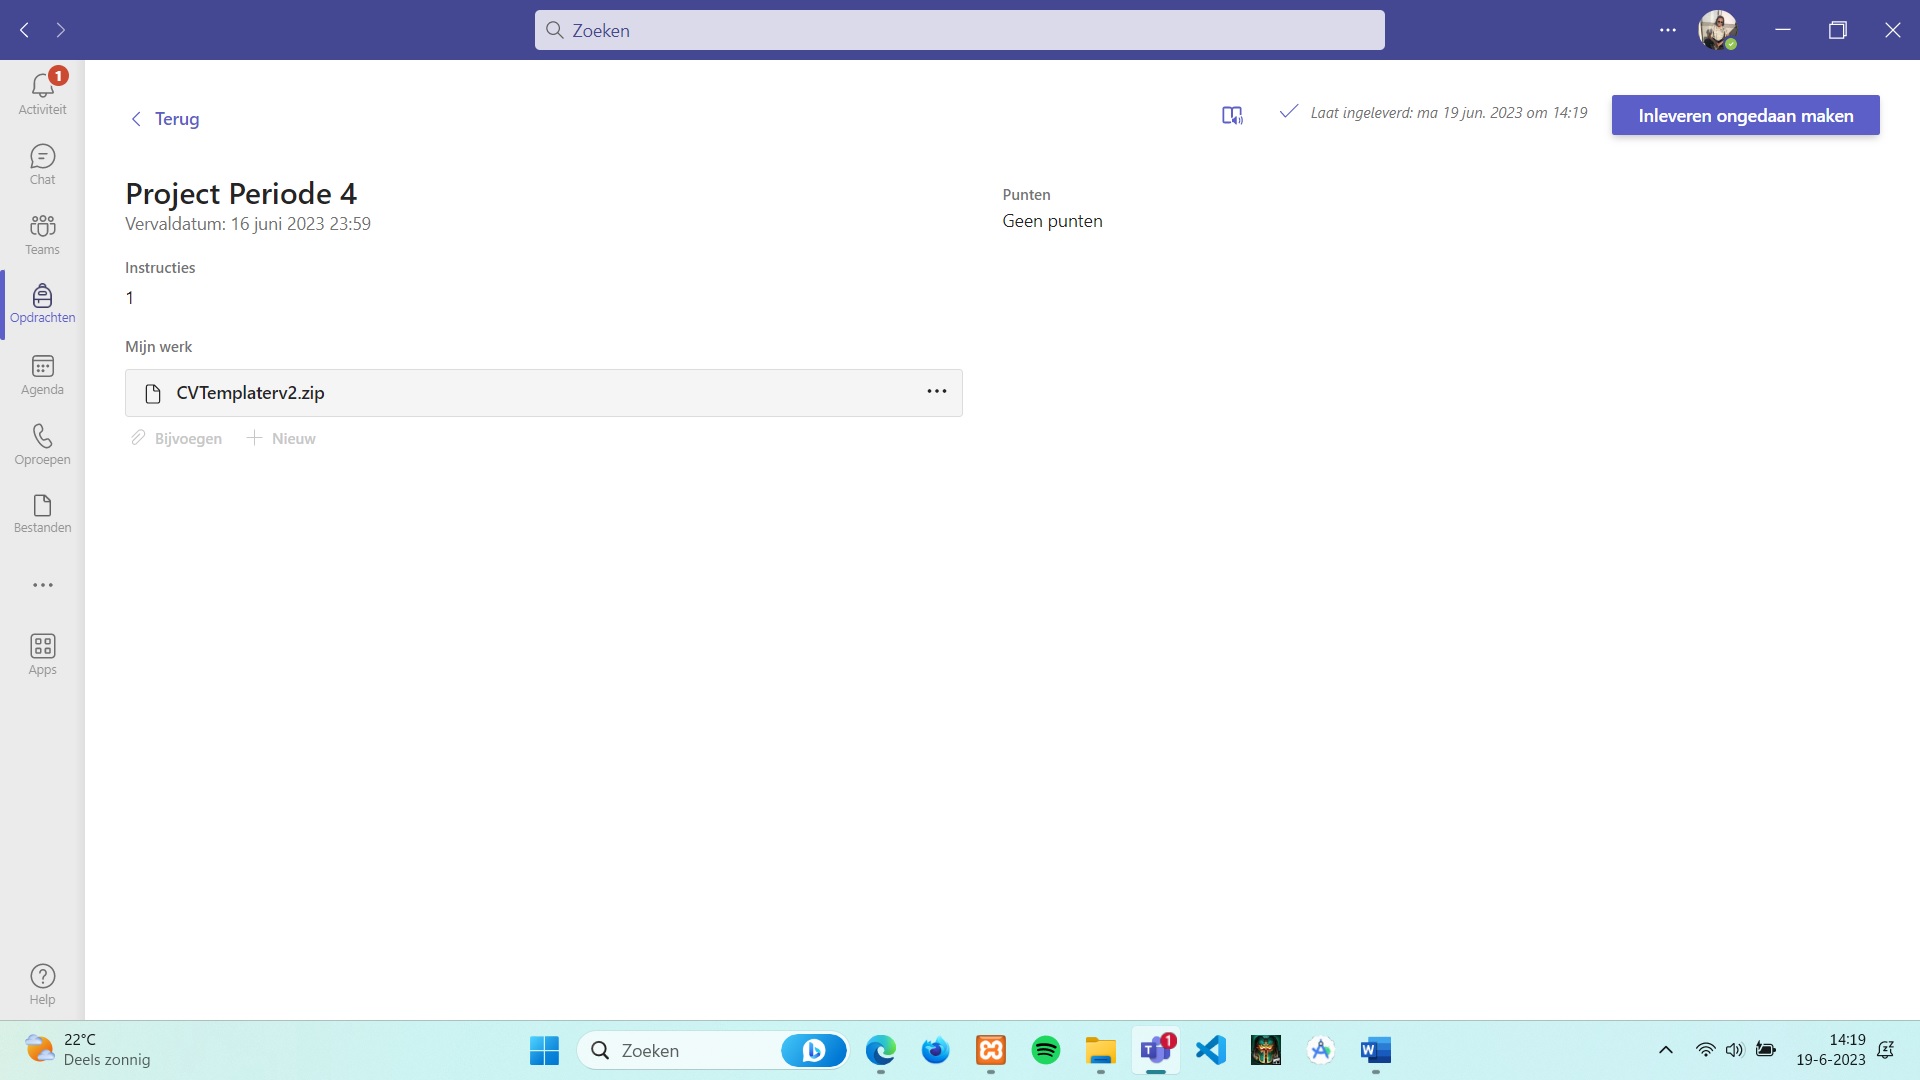 Zoeken
1
Activiteit
Chat
Teams
Opdrachten
Agenda
Oproepen
Bestanden
Apps
Help
Terug
Laat ingeleverd: ma 19 jun. 2023 om 14:19
Inleveren ongedaan maken
Project Periode 4
Vervaldatum: 16 juni 2023 23:59
Punten
Geen punten
Instructies
1
Mijn werk
CVTemplaterv2.zip
Bijvoegen
Nieuw
22°C
Deels zonnig
Zoeken
1
14:19
19-6-2023